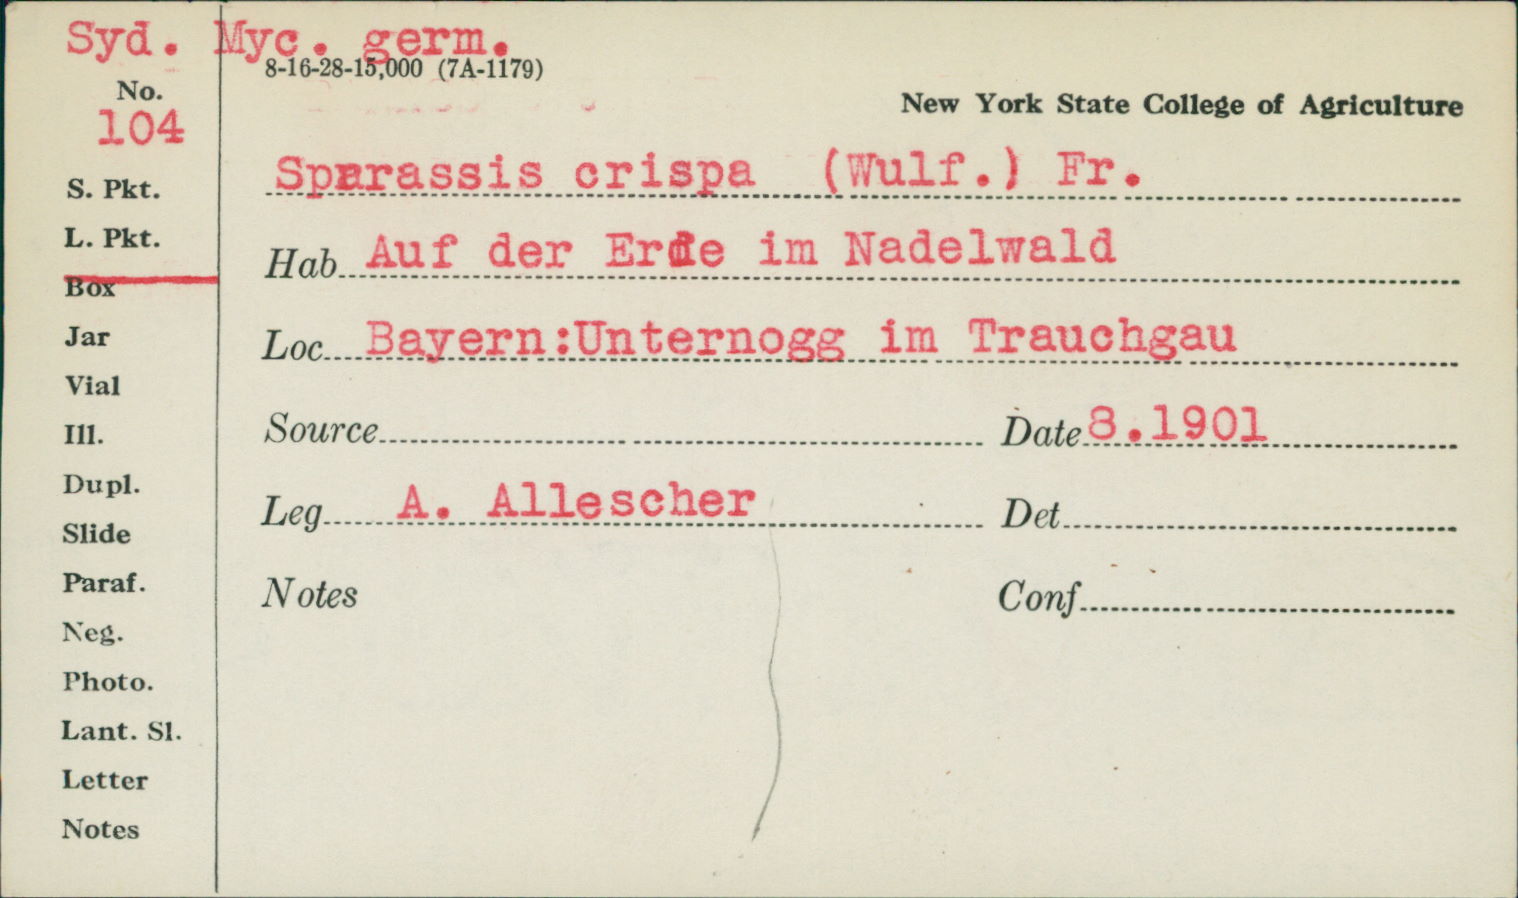 Syd. Myc. germ.
8-16-28-15,000 (7A-1179)
No.
104
New York State College of Agriculture
Sparassis crispa (Wulf.) Fr.
S. Pkt.
L. Pkt.
Hab Auf der Erde im Nadelwald
Box
Jar
Loc Bayern:Unternogg im Trauchgau
Vial
Ill.
Source Date 8.1901
Dupl.
Leg A. Allescher Det
Slide
Paraf.
Notes Conf
Neg.
Photo.
Lant. Sl.
Letter
Notes